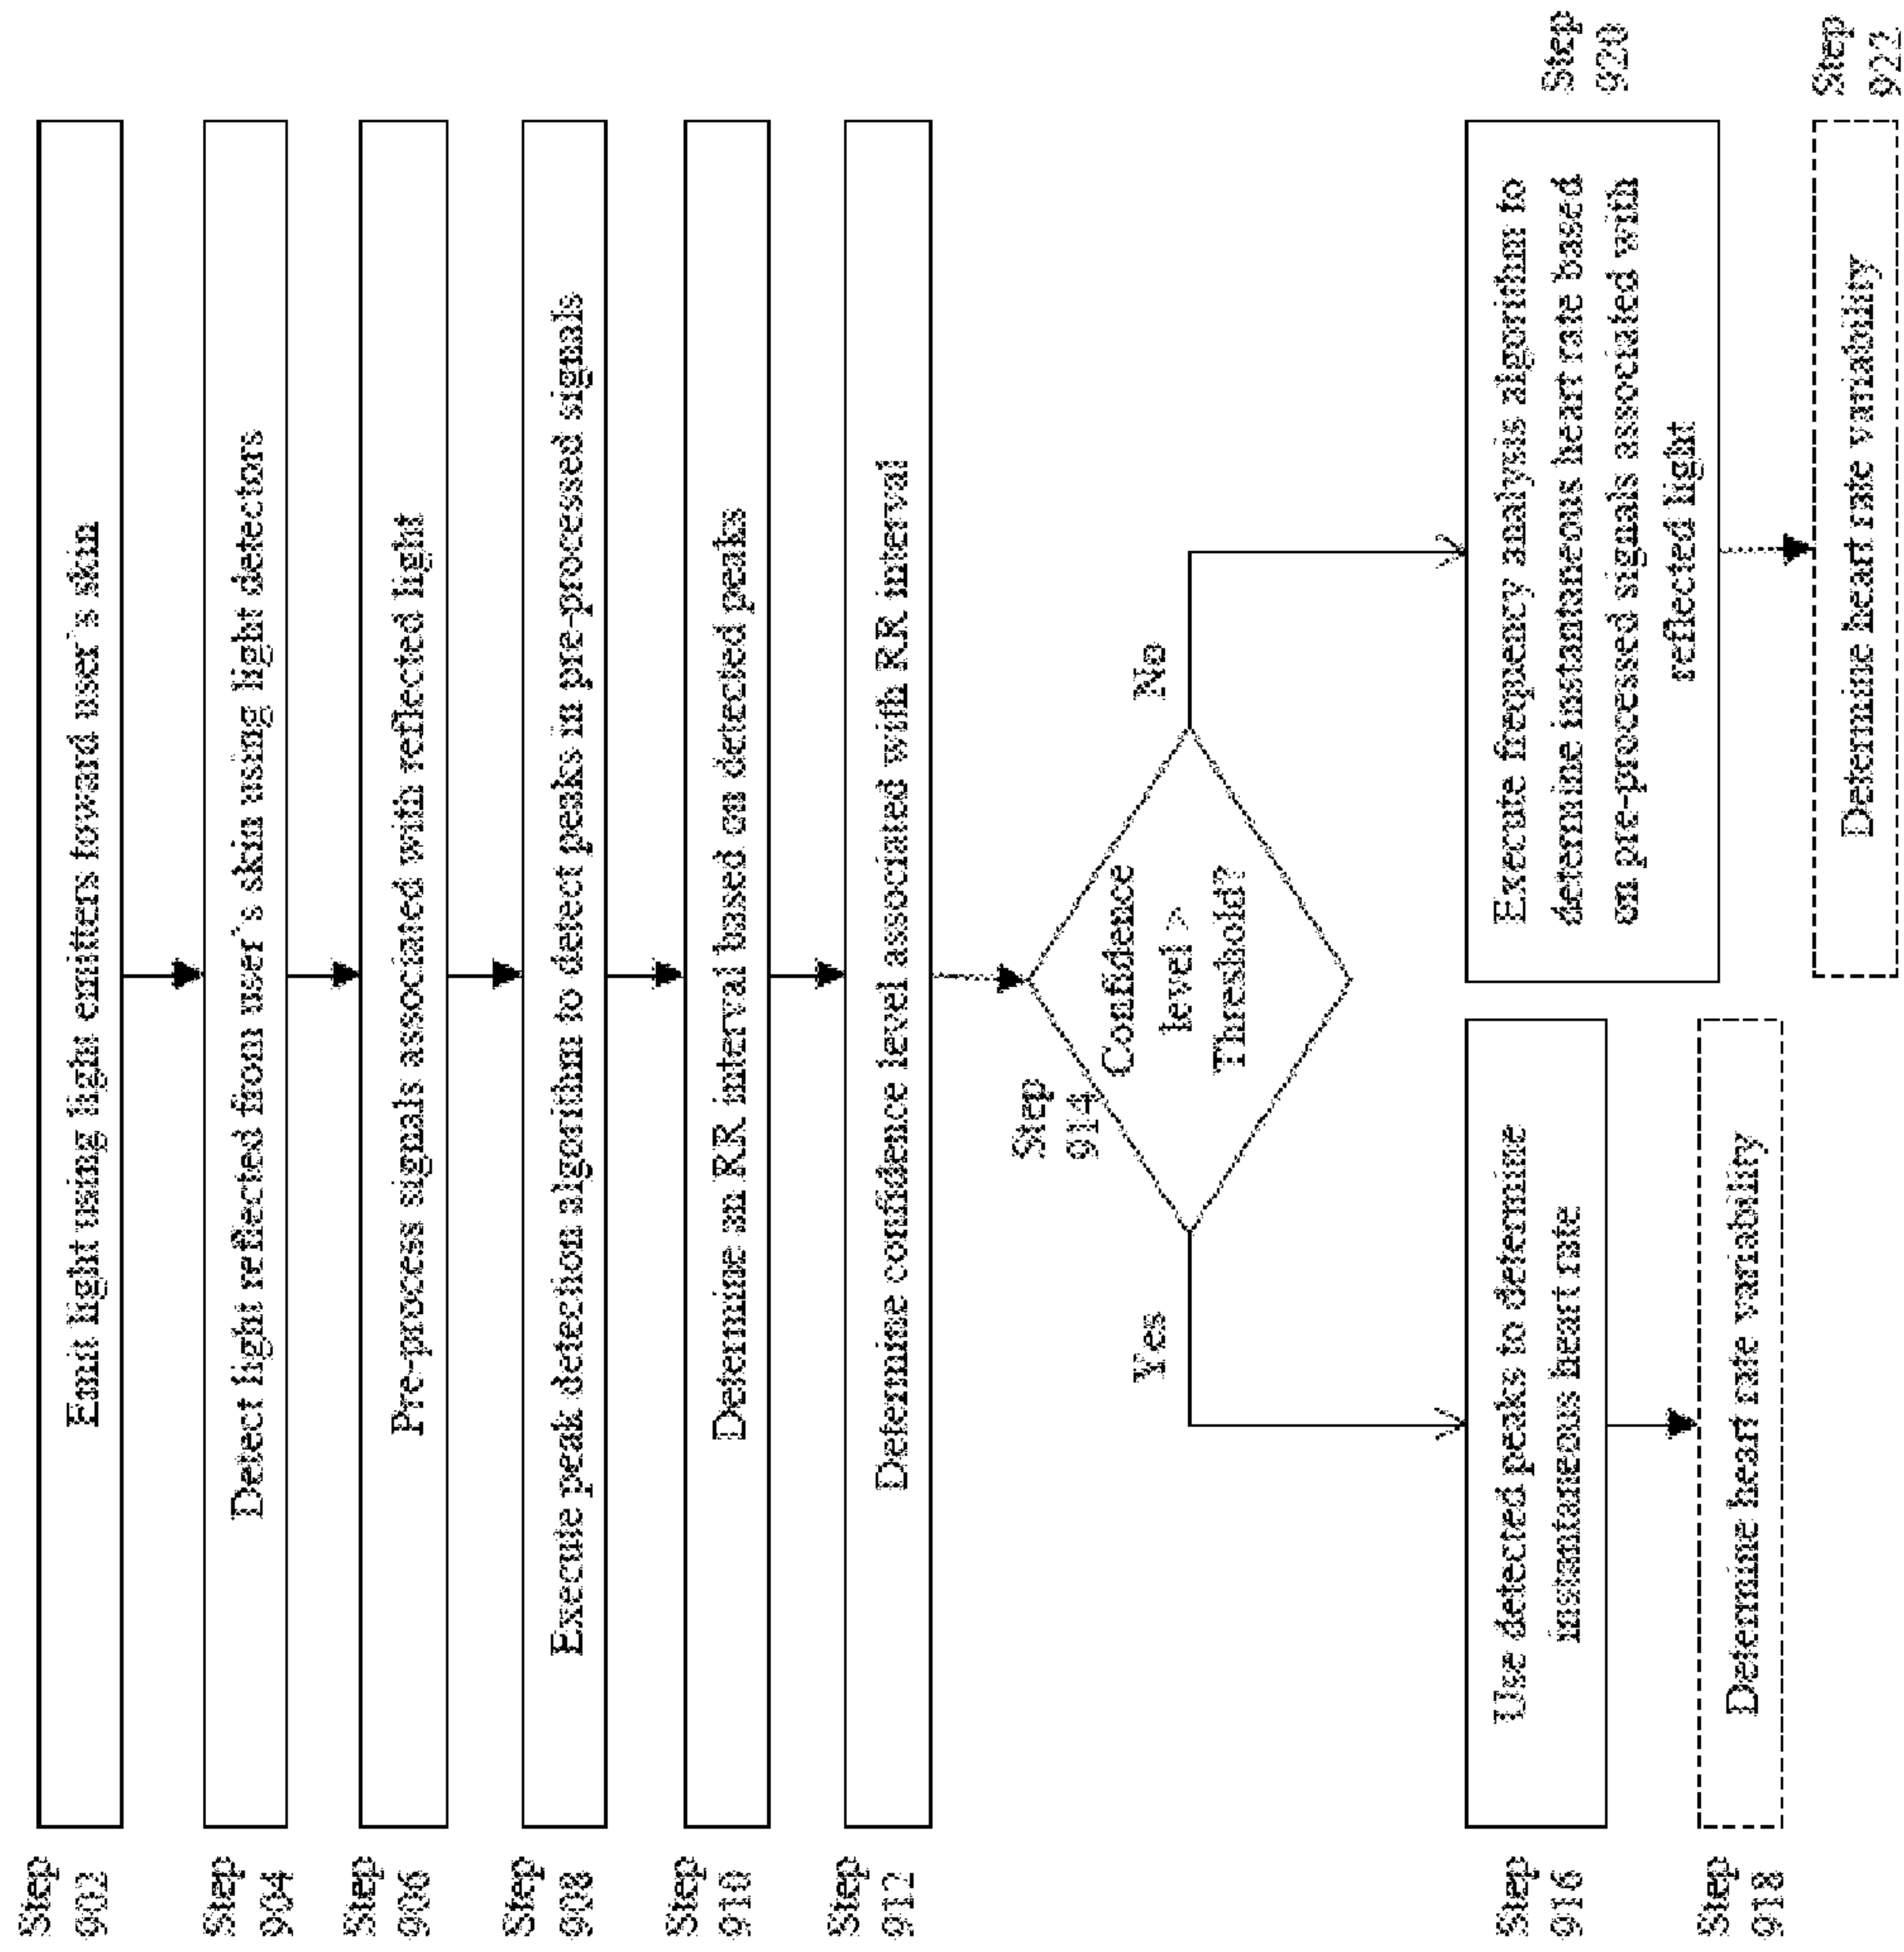 Step
902
Emit light using light emitters toward user's skin
Step
904
Detect light reflected from user's skin using light detectors
Step
906
Pre-process signals associated with reflected light
Step
908
Execute peak detection algorithm to detect peaks in pre-processed signals
Step
910
Determine an RR interval based on detected peaks
Step
912
Determine confidence level associated with RR interval
Step
914
Confidence
level >
Threshold?
Yes
No
Step
916
Use detected peaks to determine
instantaneous heart rate
Step
918
Determine heart rate variability
Execute frequency analysis algorithm to
determine instantaneous heart rate based
on pre-processed signals associated with
reflected light
Step
920
Determine heart rate variability
Step
922